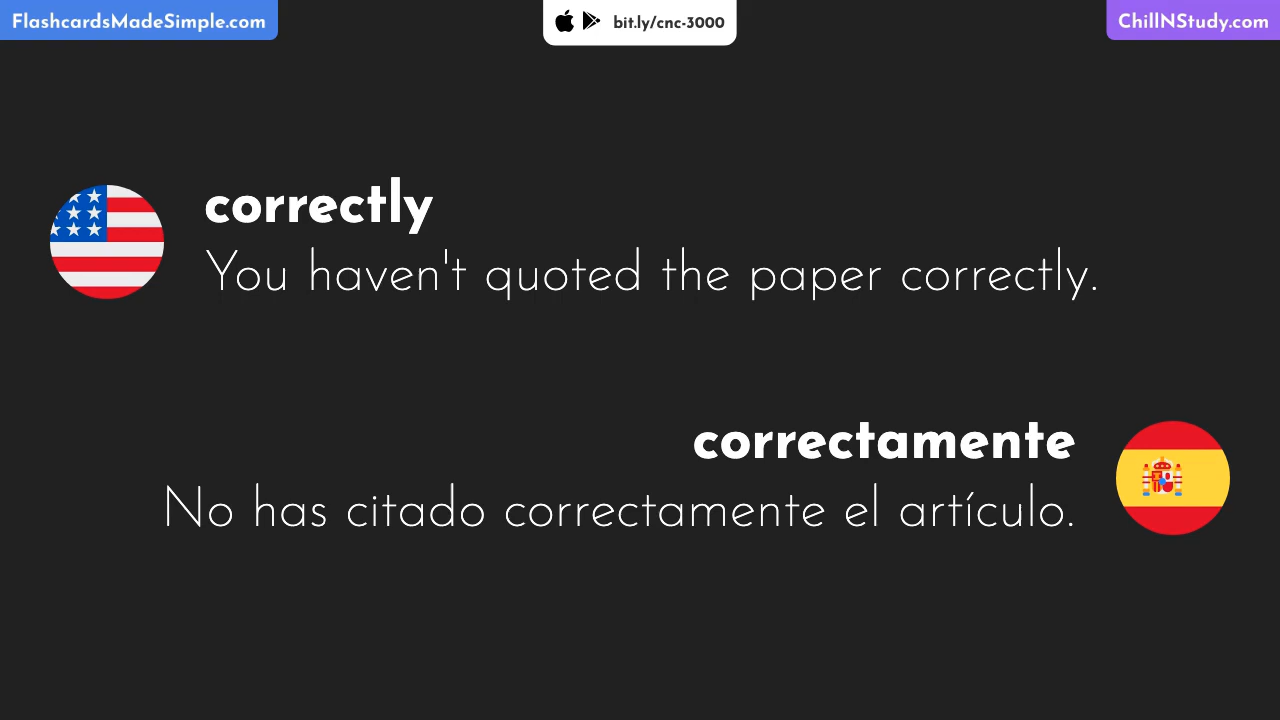 FlashcardsMadeSimple.com
bit.ly/cnc-3000
ChillNStudy.com
correctly
You haven't quoted the paper correctly.
correctamente
No has citado correctamente el artículo.